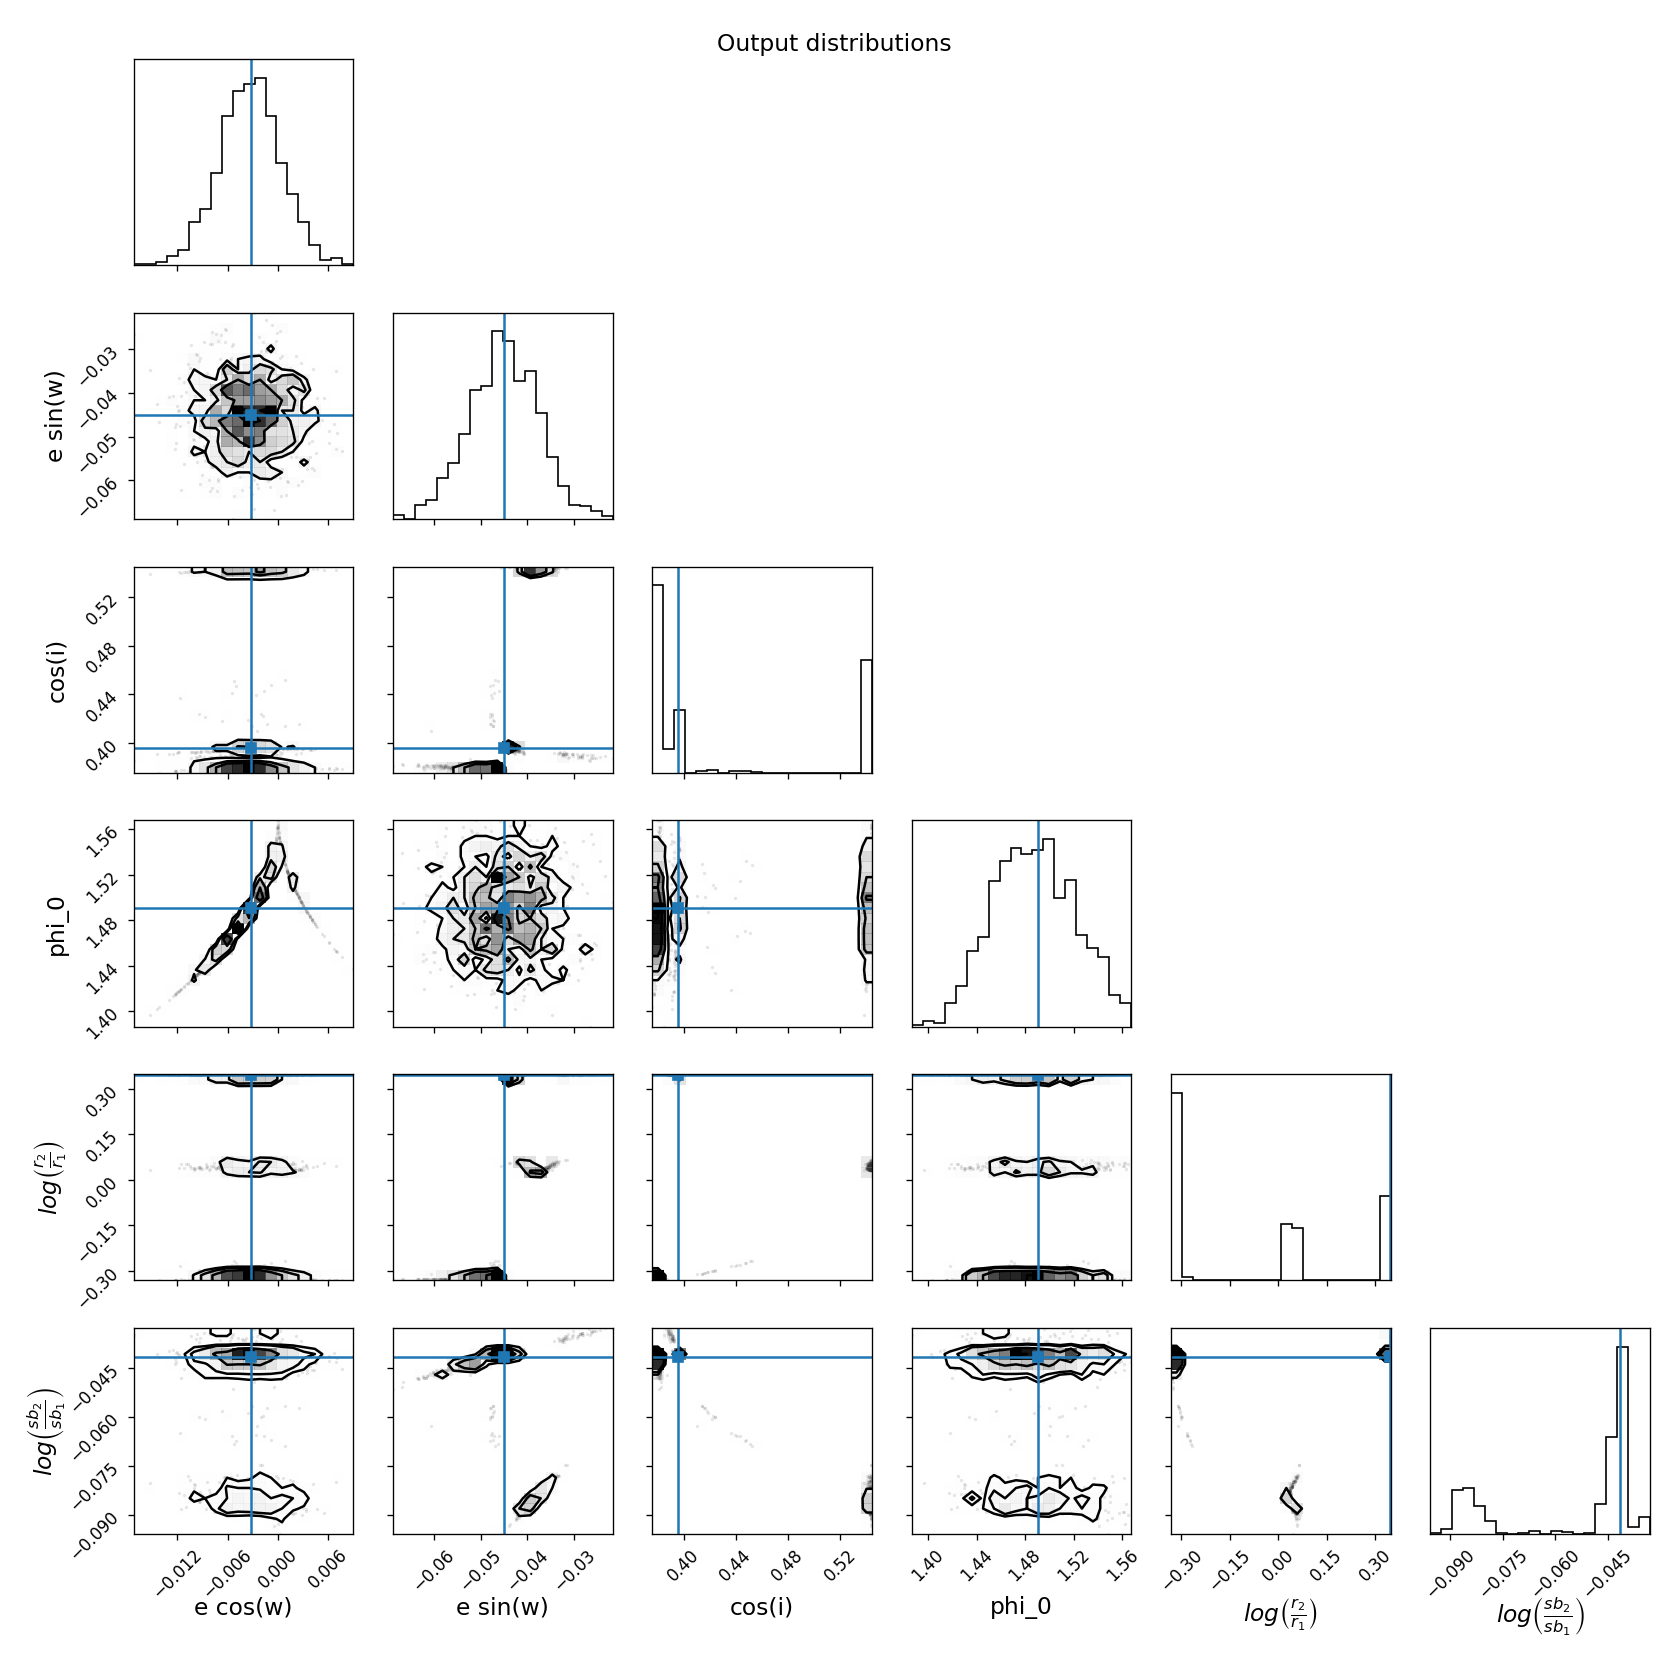 Output distributions
e sin(w)
−0.03
−0.04
−0.05
−0.06
cos(i)
0.52
0.48
0.44
0.40
phi_0
1.56
1.52
1.48
1.44
1.40
log(r₂/r₁)
0.30
0.15
0.00
−0.15
−0.30
log(sb₂/sb₁)
−0.045
−0.060
−0.075
−0.090
−0.012 −0.006 0.000 0.006
−0.06 −0.05 −0.04 −0.03
0.40 0.44 0.48 0.52
1.40 1.44 1.48 1.52 1.56
−0.30 −0.15 0.00 0.15 0.30
−0.090 −0.075 −0.060 −0.045
e cos(w) e sin(w) cos(i) phi_0 log(r₂/r₁) log(sb₂/sb₁)